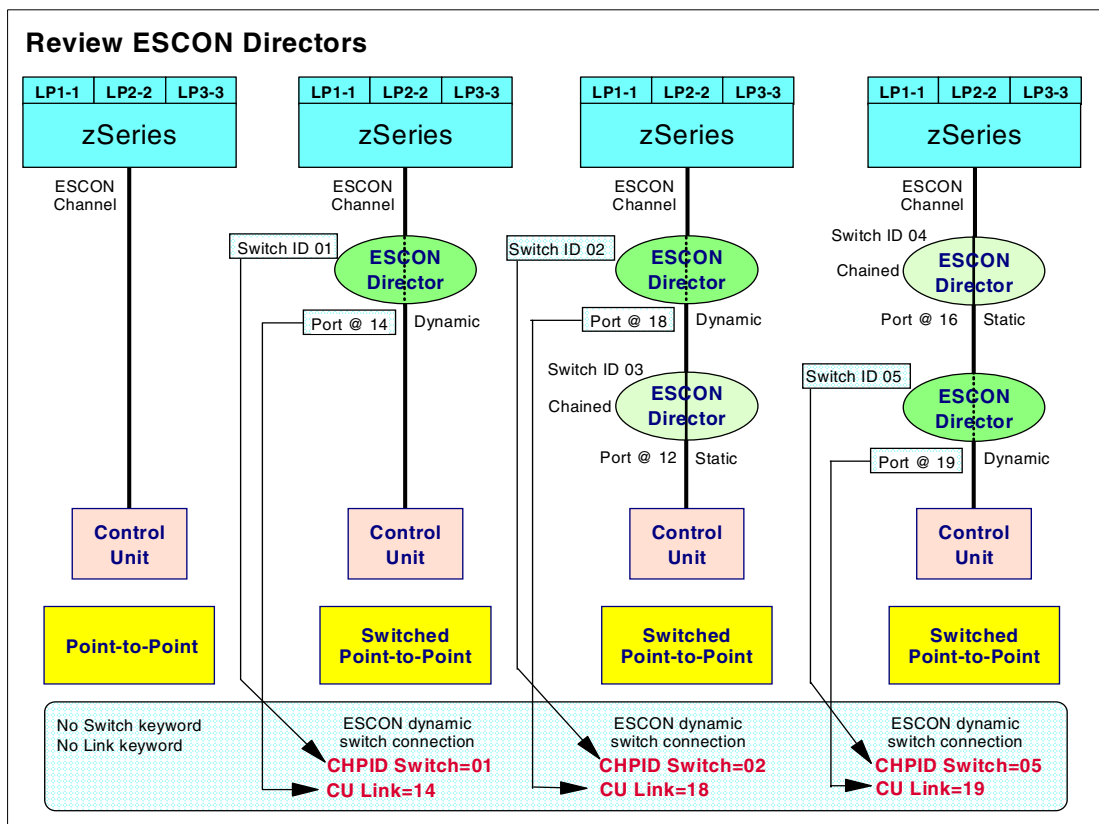 Review ESCON Directors
LP1-1 LP2-2 LP3-3
zSeries
ESCON
Channel
Control
Unit
Point-to-Point
No Switch keyword
No Link keyword
LP1-1 LP2-2 LP3-3
zSeries
ESCON
Channel
Switch ID 01
ESCON
Director
Port @ 14
Dynamic
Control
Unit
Switched
Point-to-Point
ESCON dynamic
switch connection
CHPID Switch=01
CU Link=14
LP1-1 LP2-2 LP3-3
zSeries
ESCON
Channel
Switch ID 02
ESCON
Director
Port @ 18
Dynamic
Switch ID 03
Chained
ESCON
Director
Port @ 12
Static
Control
Unit
Switched
Point-to-Point
ESCON dynamic
switch connection
CHPID Switch=02
CU Link=18
LP1-1 LP2-2 LP3-3
zSeries
ESCON
Channel
Switch ID 04
Chained
ESCON
Director
Port @ 16
Static
Switch ID 05
ESCON
Director
Port @ 19
Dynamic
Control
Unit
Switched
Point-to-Point
ESCON dynamic
switch connection
CHPID Switch=05
CU Link=19